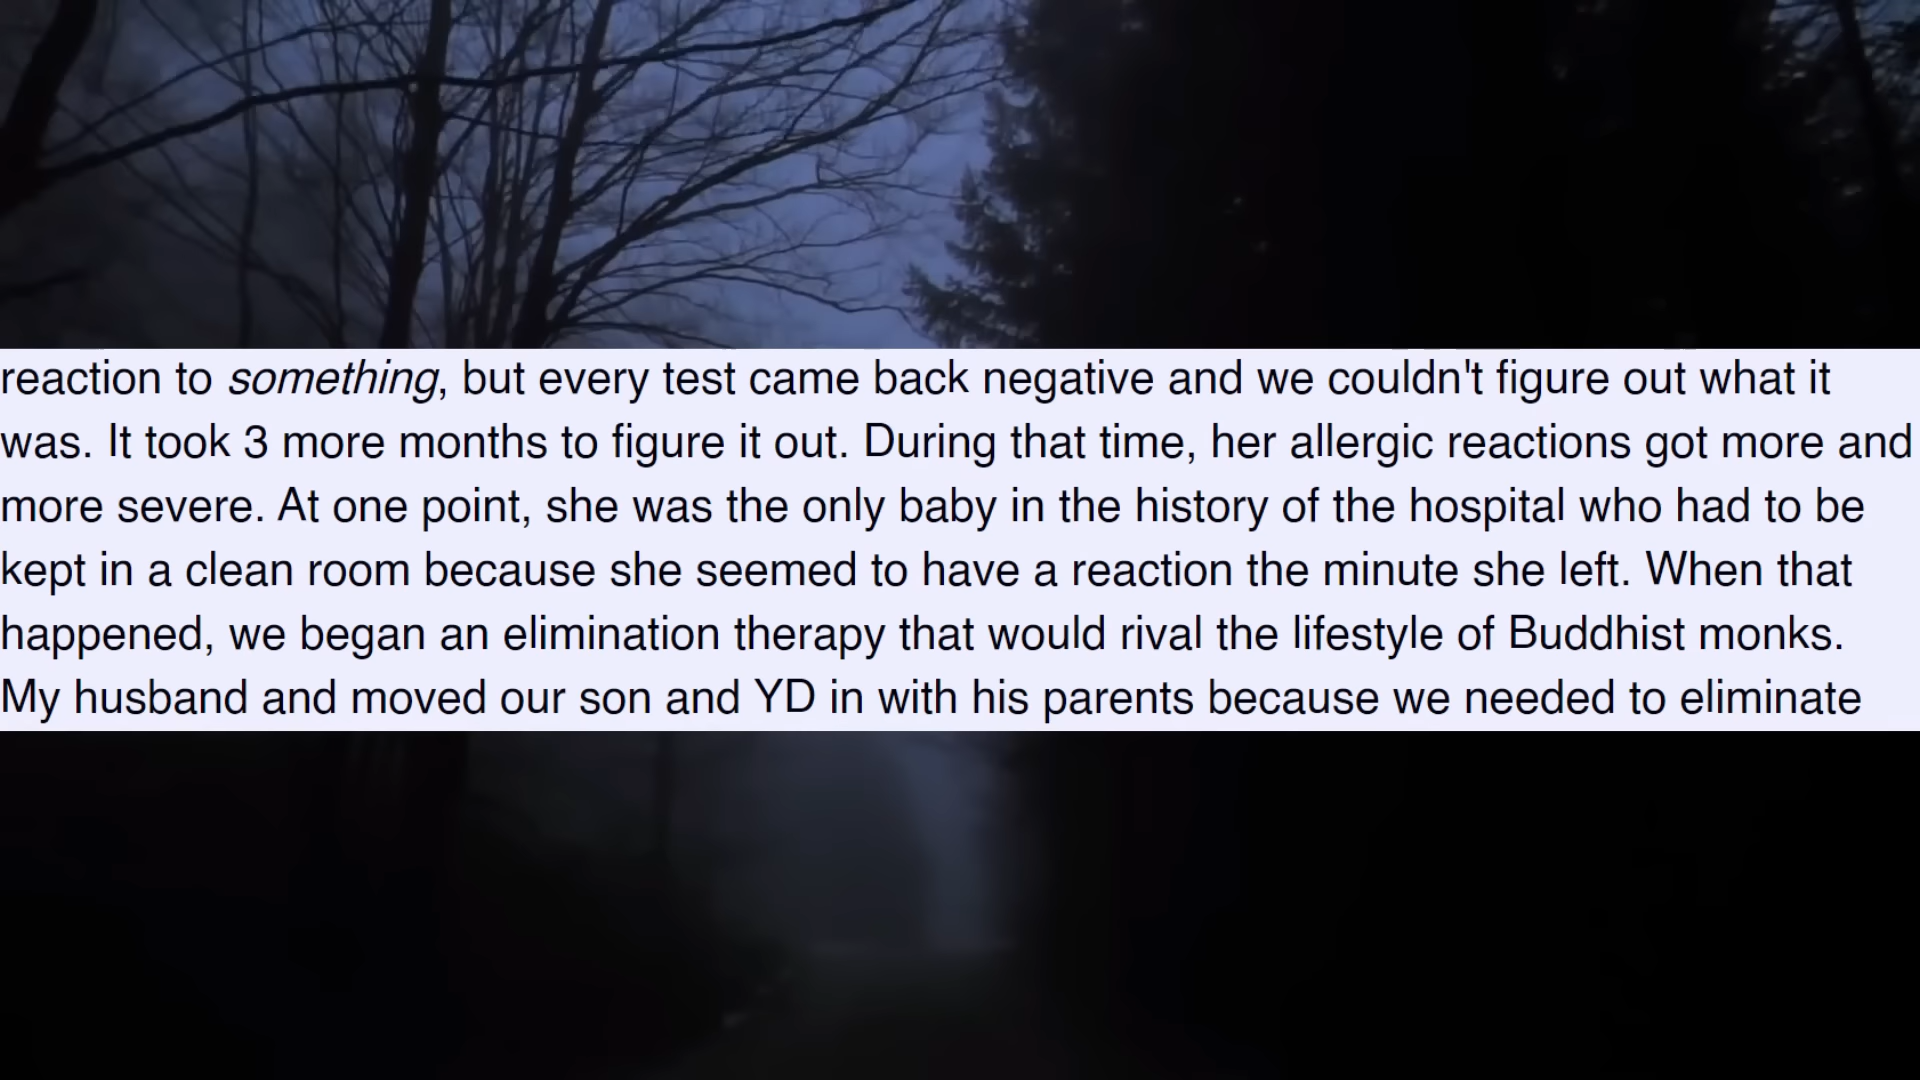 reaction to something, but every test came back negative and we couldn't figure out what it
was. It took 3 more months to figure it out. During that time, her allergic reactions got more and
more severe. At one point, she was the only baby in the history of the hospital who had to be
kept in a clean room because she seemed to have a reaction the minute she left. When that
happened, we began an elimination therapy that would rival the lifestyle of Buddhist monks.
My husband and moved our son and YD in with his parents because we needed to eliminate